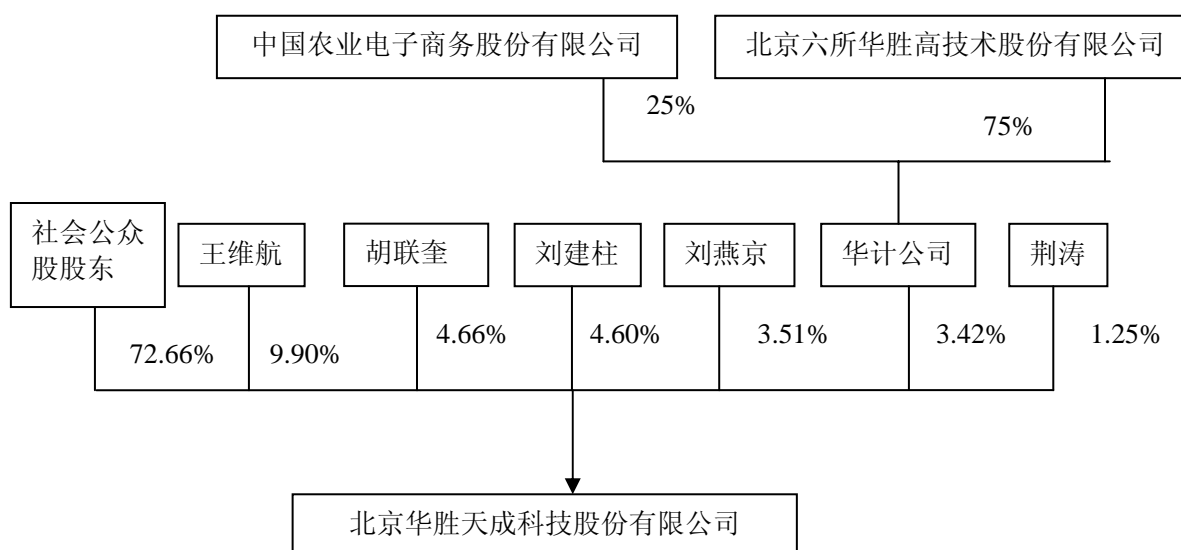 中国农业电子商务股份有限公司
北京六所华胜高技术股份有限公司
25%
75%
社会公众
股股东
王维航
胡联奎
刘建柱
刘燕京
华计公司
荆涛
72.66%
9.90%
4.66%
4.60%
3.51%
3.42%
1.25%
北京华胜天成科技股份有限公司